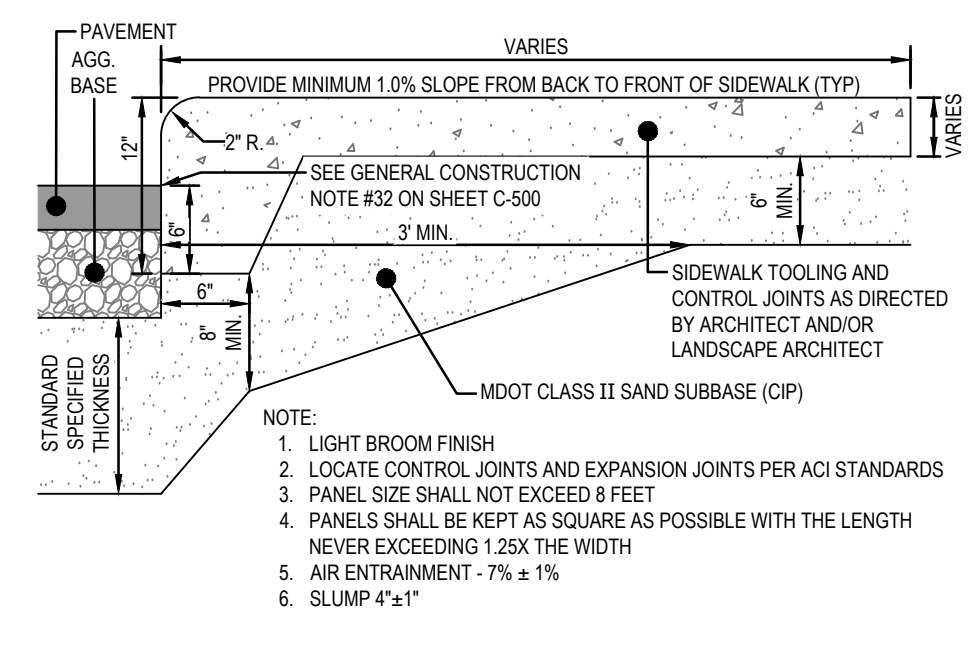 PAVEMENT
AGG.
BASE
VARIES
PROVIDE MINIMUM 1.0% SLOPE FROM BACK TO FRONT OF SIDEWALK (TYP)
VARIES
12"
2" R.
SEE GENERAL CONSTRUCTION
NOTE #32 ON SHEET C-500
6"
MIN.
6"
3' MIN.
6"
8"
MIN
SIDEWALK TOOLING AND
CONTROL JOINTS AS DIRECTED
BY ARCHITECT AND/OR
LANDSCAPE ARCHITECT
STANDARD
SPECIFIED
THICKNESS
MDOT CLASS II SAND SUBBASE (CIP)
NOTE:
1. LIGHT BROOM FINISH
2. LOCATE CONTROL JOINTS AND EXPANSION JOINTS PER ACI STANDARDS
3. PANEL SIZE SHALL NOT EXCEED 8 FEET
4. PANELS SHALL BE KEPT AS SQUARE AS POSSIBLE WITH THE LENGTH
NEVER EXCEEDING 1.25X THE WIDTH
5. AIR ENTRAINMENT - 7% ± 1%
6. SLUMP 4"±1"